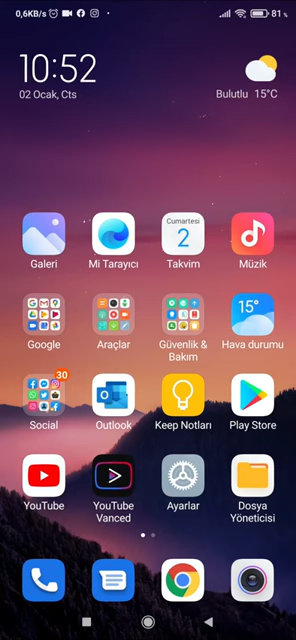 0,6KB/s
81 %
10:52
02 Ocak, Cts
Bulutlu 15°C
Cumartesi
2
15°
Galeri
Mi Tarayıcı
Takvim
Müzik
Google
Araçlar
Güvenlik &
Bakım
Hava durumu
30
Social
Outlook
Keep Notları
Play Store
YouTube
YouTube
Vanced
Ayarlar
Dosya
Yöneticisi